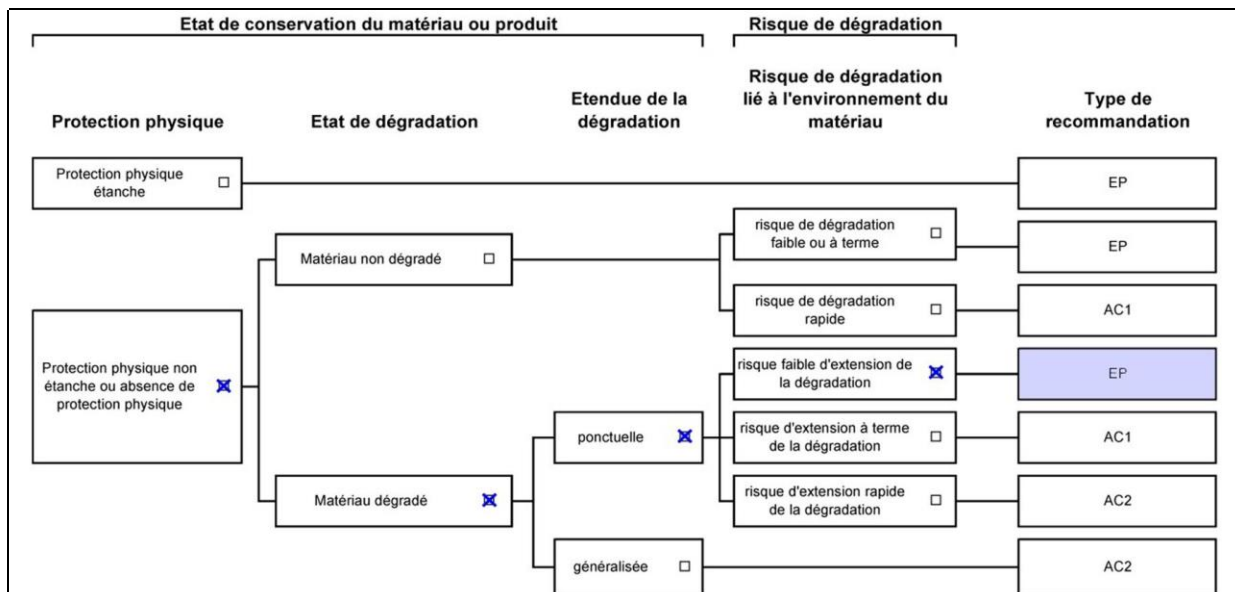 Etat de conservation du matériau ou produit
Risque de dégradation
Protection physique
Etat de dégradation
Etendue de la
dégradation
Risque de dégradation
lié à l'environnement du
matériau
Type de
recommandation
Protection physique
étanche
EP
Matériau non dégradé
risque de dégradation
faible ou à terme
EP
risque de dégradation
rapide
AC1
Protection physique non
étanche ou absence de
protection physique
risque faible d'extension de
la dégradation
EP
ponctuelle
risque d'extension à terme
de la dégradation
AC1
Matériau dégradé
risque d'extension rapide
de la dégradation
AC2
généralisée
AC2